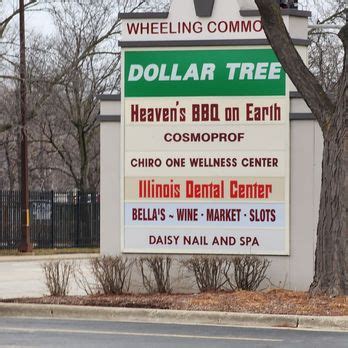 WHEELING COMMO
DOLLAR TREE
Heaven's BBQ on Earth
COSMOPROF
CHIRO ONE WELLNESS CENTER
Illinois Dental Center
BELLA'S ~ WINE · MARKET · SLOTS
DAISY NAIL AND SPA